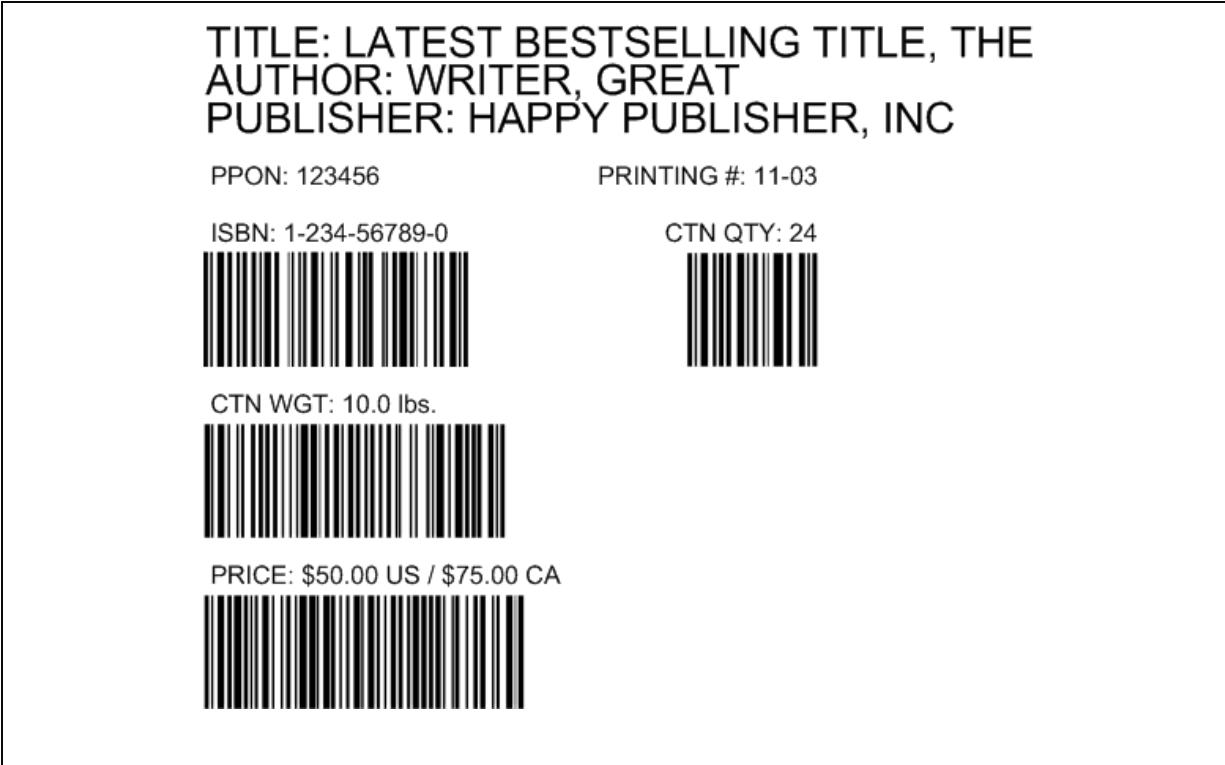 TITLE: LATEST BESTSELLING TITLE, THE
AUTHOR: WRITER, GREAT
PUBLISHER: HAPPY PUBLISHER, INC
PPON: 123456 PRINTING #: 11-03
ISBN: 1-234-56789-0 CTN QTY: 24
CTN WGT: 10.0 lbs.
PRICE: $50.00 US / $75.00 CA